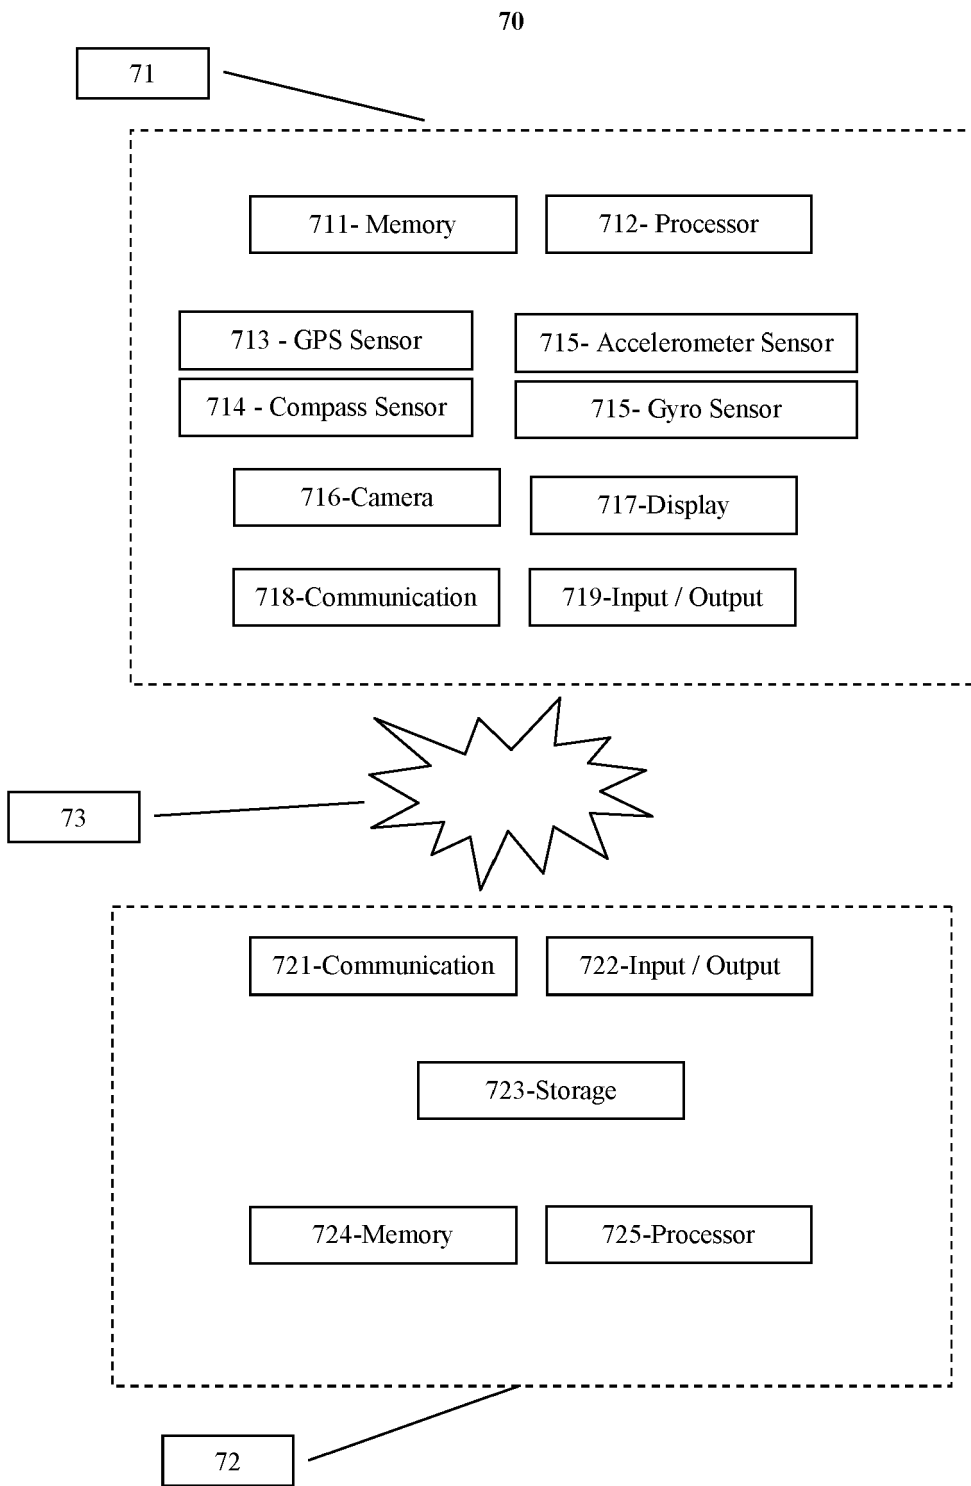 70
71
711- Memory
712- Processor
713 - GPS Sensor
715- Accelerometer Sensor
714 - Compass Sensor
715- Gyro Sensor
716-Camera
717-Display
718-Communication
719-Input / Output
73
721-Communication
722-Input / Output
723-Storage
724-Memory
725-Processor
72